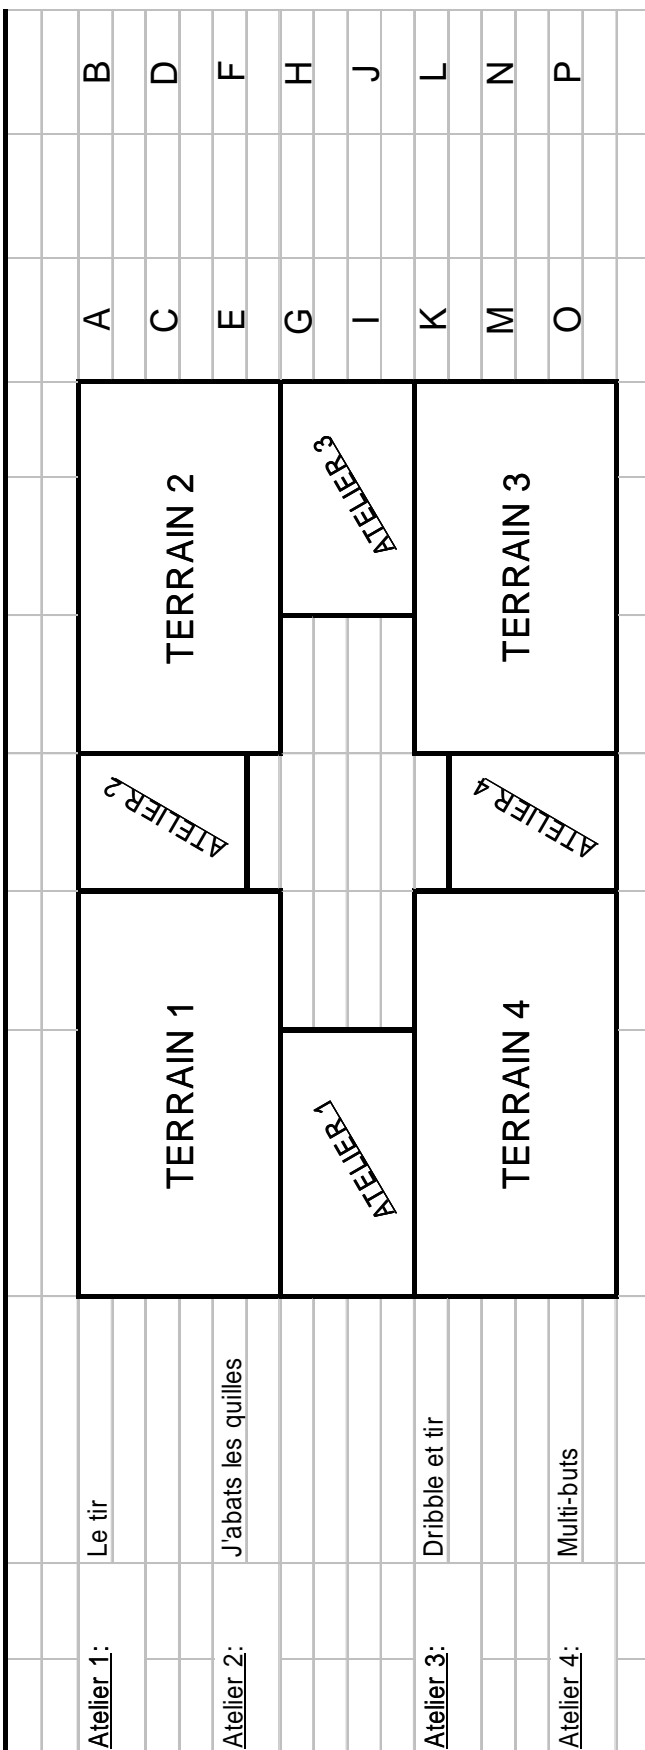 Atelier 1: Le tir A B
TERRAIN 1 ATELIER 2 TERRAIN 2 C D
Atelier 2: J'abats les quilles E F
G H
ATELIER 1 ATELIER 3 I J
Atelier 3: Dribble et tir K L
TERRAIN 4 ATELIER 4 TERRAIN 3 M N
Atelier 4: Multi-buts O P